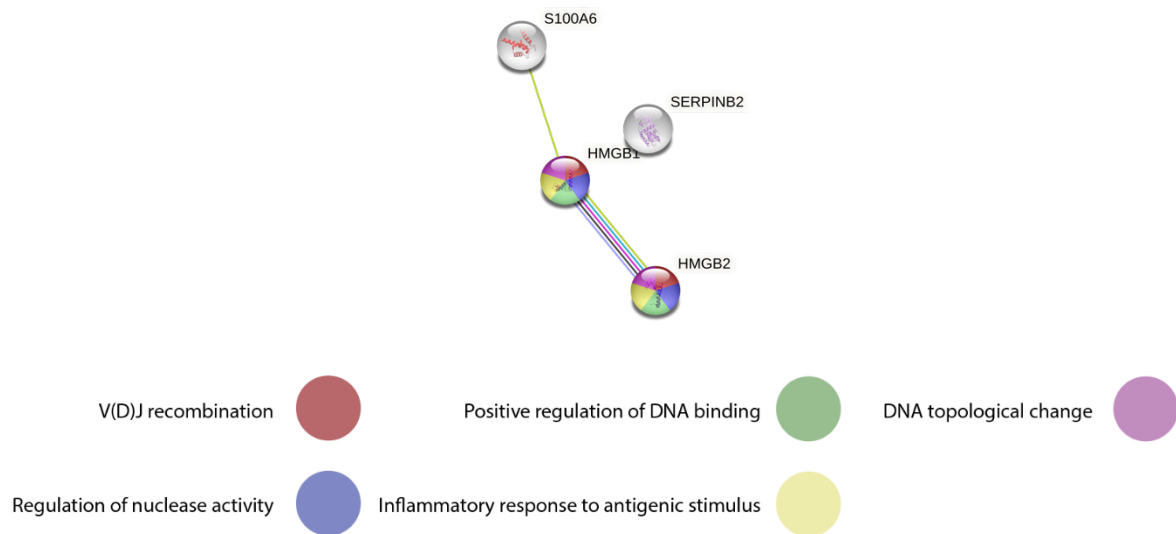 S100A6
SERPINB2
HMGB1
HMGB2
V(D)J recombination
Positive regulation of DNA binding
DNA topological change
Regulation of nuclease activity
Inflammatory response to antigenic stimulus